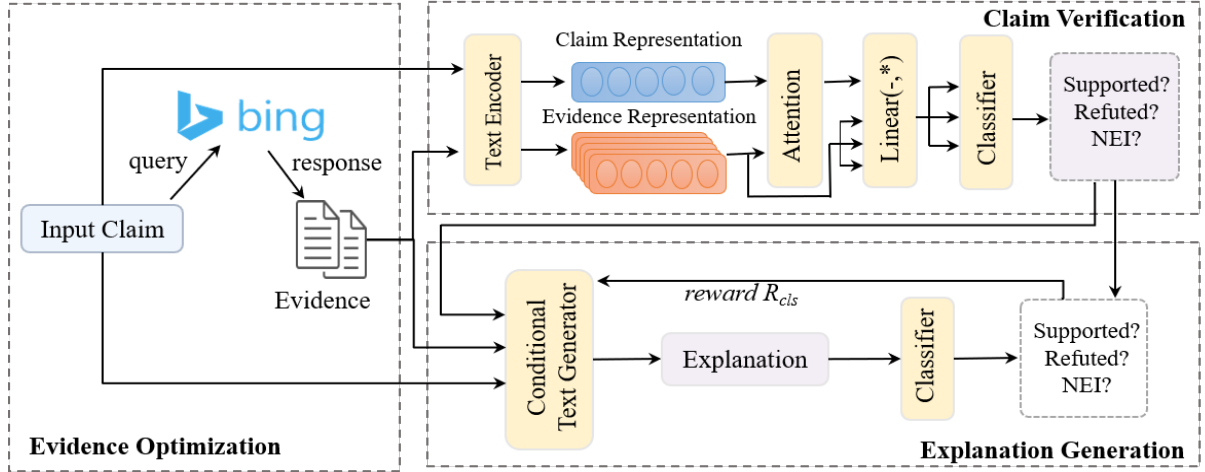 Claim Verification
Claim Representation
Text Encoder
Evidence Representation
Attention
Linear(-,*)
Classifier
Supported?
Refuted?
NEI?
bing
query
response
Input Claim
Evidence
Evidence Optimization
reward R_cls
Conditional
Text Generator
Explanation
Classifier
Supported?
Refuted?
NEI?
Explanation Generation